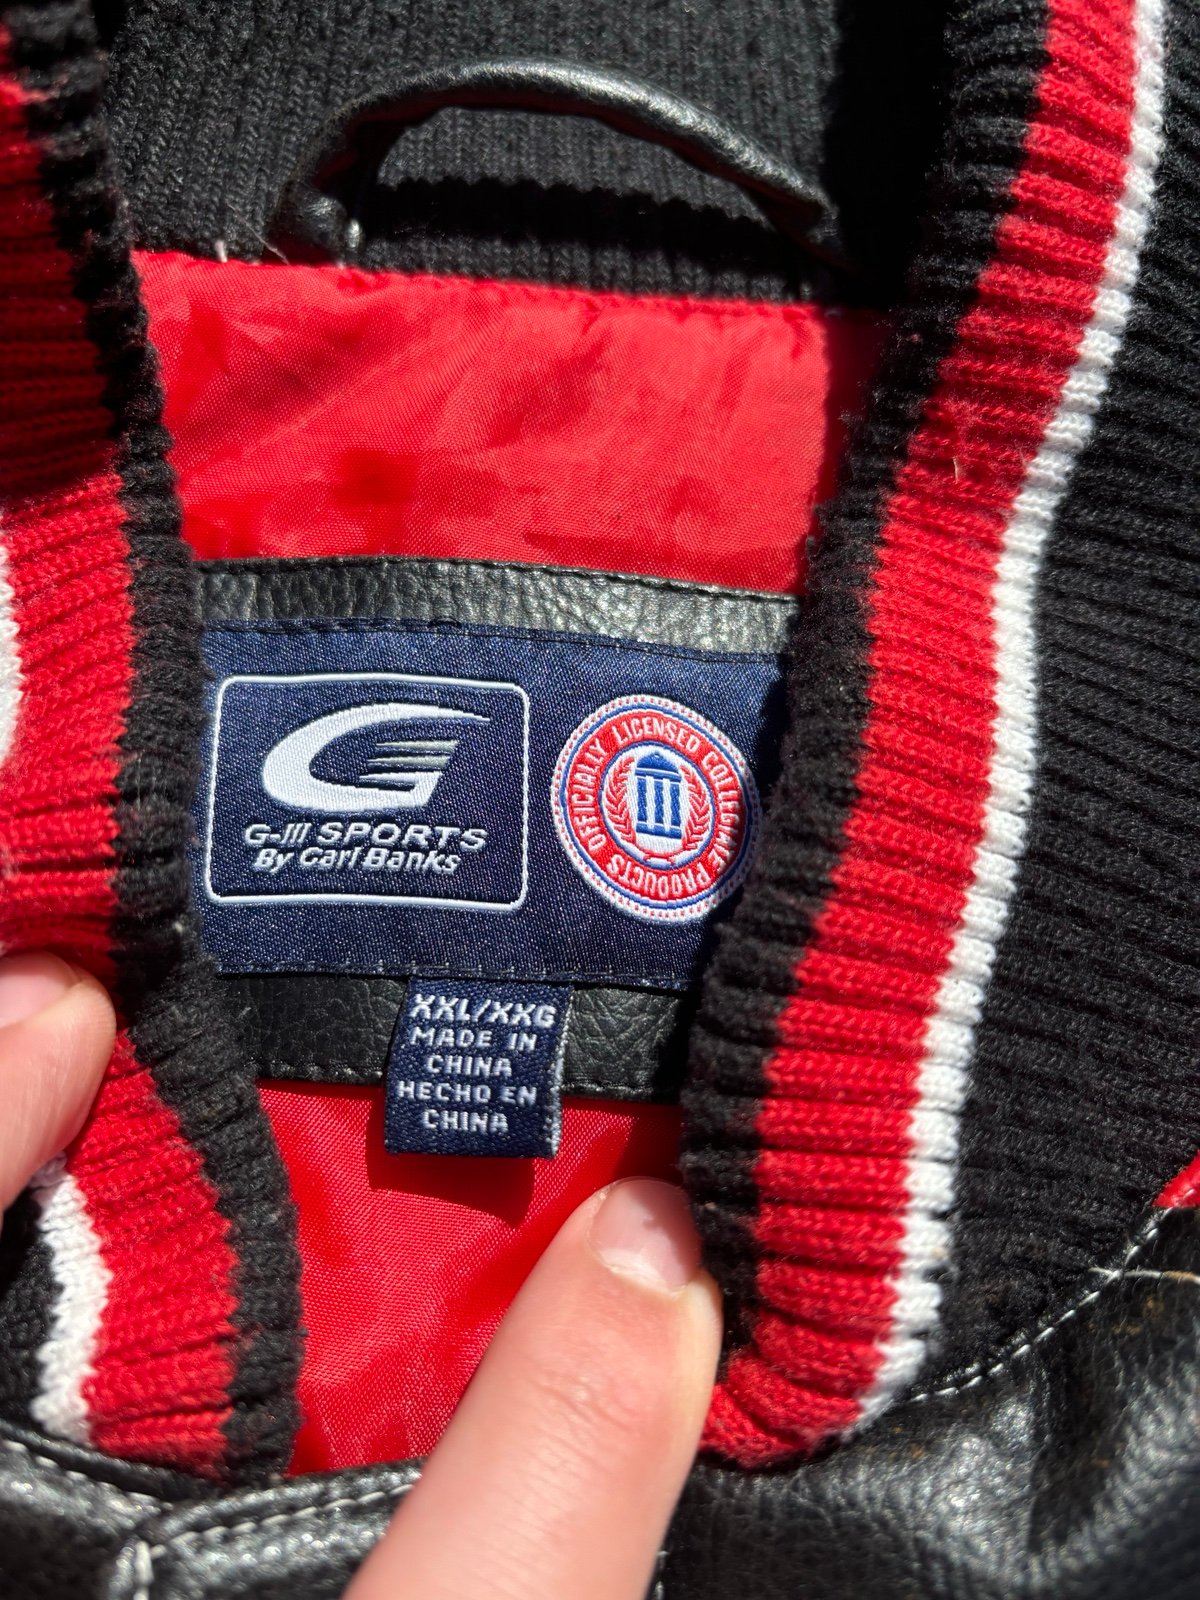 G-III SPORTS
By Carl Banks
OFFICIALLY LICENSED COLLEGIATE PRODUCTS
XXL/XXG
MADE IN
CHINA
HECHO EN
CHINA